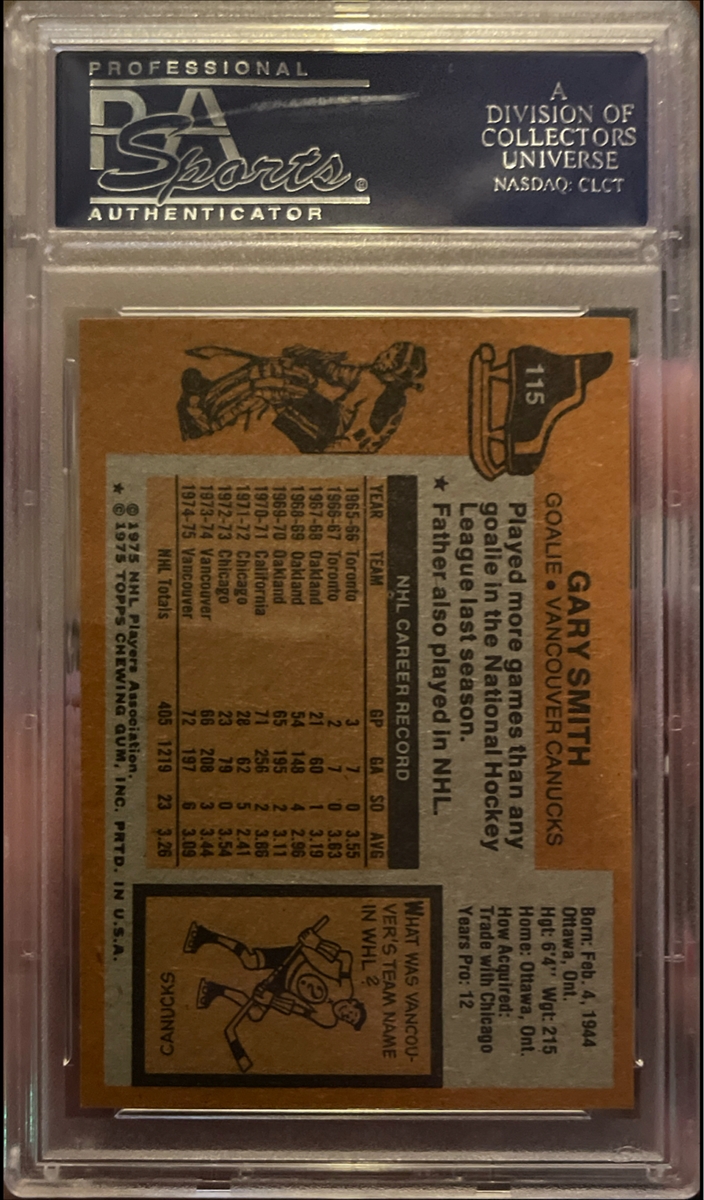 PROFESSIONAL
PSA
Sports®
AUTHENTICATOR
A
DIVISION OF
COLLECTORS
UNIVERSE
NASDAQ: CLCT
115
GARY SMITH
GOALIE • VANCOUVER CANUCKS
Played more games than any
goalie in the National Hockey
League last season.
★ Father also played in NHL.
Born: Feb. 4, 1944
Ottawa, Ont.
Hgt: 6'4" Wgt: 215
Home: Ottawa, Ont.
How Acquired:
Trade with Chicago
Years Pro: 12
NHL CAREER RECORD
YEAR TEAM GP GA SO AVG
1965-66 Toronto 3 7 0 3.55
1966-67 Toronto 2 7 0 3.63
1967-68 Oakland 21 60 1 3.19
1968-69 Oakland 54 148 4 2.96
1969-70 Oakland 65 195 2 3.11
1970-71 California 71 256 2 3.86
1971-72 Chicago 28 62 5 2.41
1972-73 Chicago 23 79 0 3.54
1973-74 Vancouver 66 208 3 3.44
1974-75 Vancouver 72 197 6 3.09
NHL Totals 405 1219 23 3.26
WHAT WAS VANCOU-
VER'S TEAM NAME
IN WHL?
CANUCKS
© 1975 NHL Players Association.
★ © 1975 TOPPS CHEWING GUM, INC. PRTD. IN U.S.A.